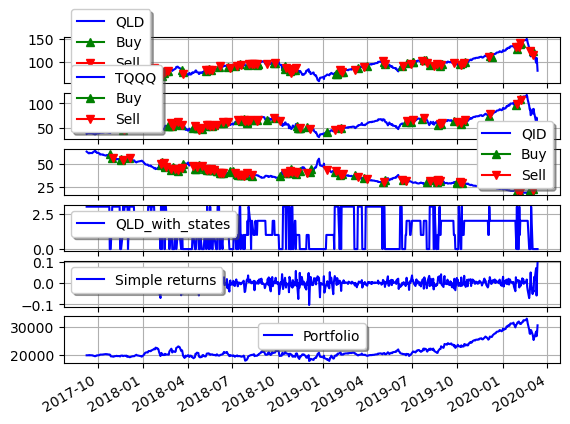 QLD
Buy
Sell
150
100
TQQQ
Buy
Sell
100
50
QID
Buy
Sell
50
25
QLD_with_states
2.5
0.0
Simple returns
0.1
0.0
−0.1
Portfolio
30000
20000
2017-10
2018-01
2018-04
2018-07
2018-10
2019-01
2019-04
2019-07
2019-10
2020-01
2020-04